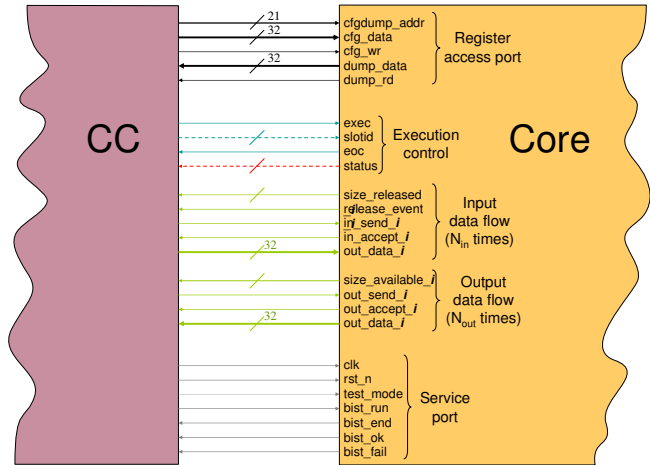 21
cfgdump_addr
32
cfg_data
cfg_wr
32
dump_data
dump_rd
Register
access port
CC
Core
exec
slotid
eoc
status
Execution
control
size_released
release_event
in_send_i
in_accept_i
32
out_data_i
Input
data flow
(Nin times)
size_available_i
out_send_i
out_accept_i
32
out_data_i
Output
data flow
(Nout times)
clk
rst_n
test_mode
bist_run
bist_end
bist_ok
bist_fail
Service
port